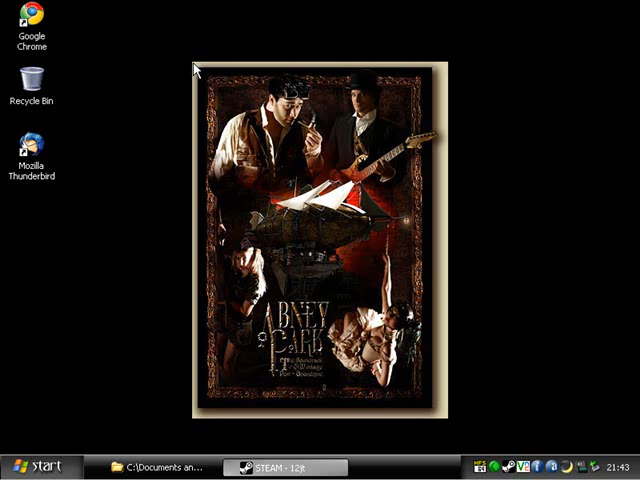 Google
Chrome
Recycle Bin
Mozilla
Thunderbird
ABNEY
PARK
start
C:\Documents an...
STEAM - 12jt
21:43